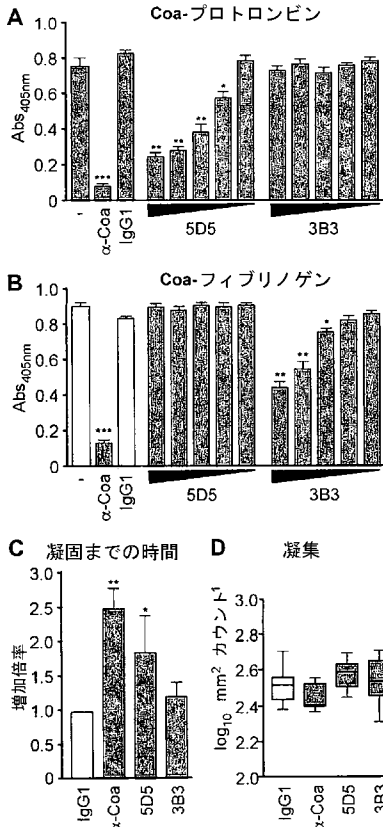 A Coa-プロトロンビン
Abs405nm
1.0
0.8
0.6
0.4
0.2
0
***
** ** ** *
- α-Coa IgG1 5D5 3B3
B Coa-フィブリノゲン
Abs405nm
1.0
0.8
0.6
0.4
0.2
0
***
** ** *
- α-Coa IgG1 5D5 3B3
C 凝固までの時間
増加倍率
3.0
2.5
2.0
1.5
1.0
0.5
0
** *
IgG1 α-Coa 5D5 3B3
D 凝集
log10 mm2 カウント1
3.0
2.8
2.6
2.4
2.2
2.0
IgG1 α-Coa 5D5 3B3